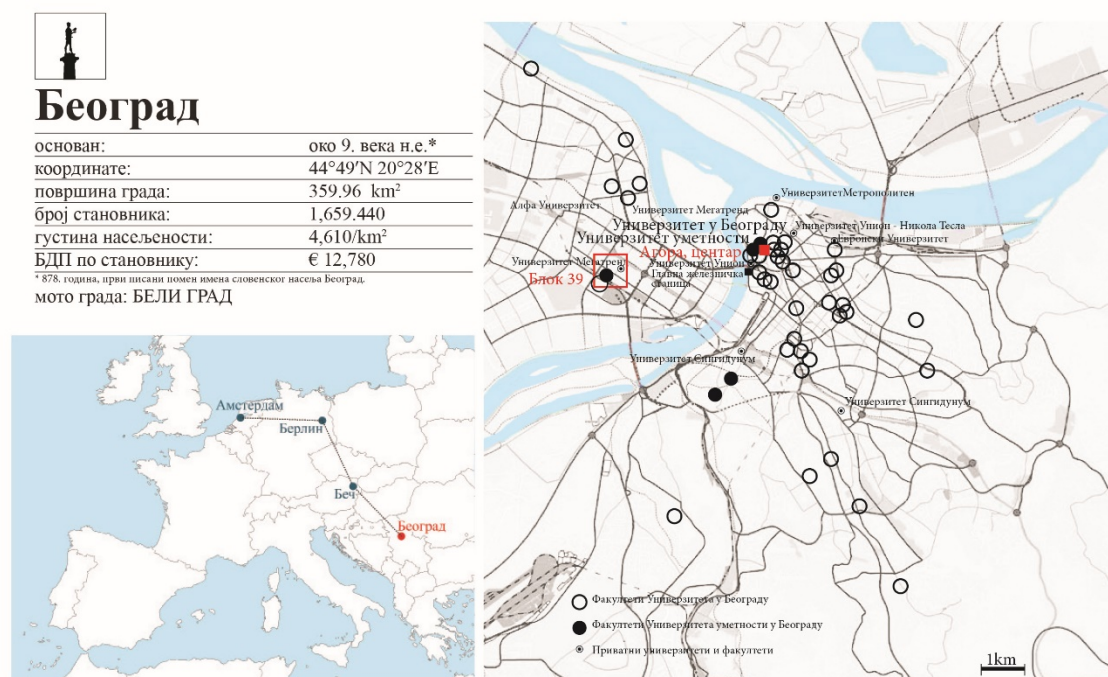 Београд
основан: око 9. века н.е.*
координате: 44°49′N 20°28′E
површина града: 359.96 km²
број становника: 1,659.440
густина насељености: 4,610/km²
БДП по становнику: € 12,780
* 878. година, први писани помен имена словенског насеља Београд.
мото града: БЕЛИ ГРАД
Амстердам
Берлин
Беч
Београд
УниверзитетМетрополитен
Алфа Универзитет
Универзитет Мегатренд
Универзитет у Београду
Универзитет Унион - Никола Тесла
Универзитет уметности
Европски Универзитет
Агора, центар
Универзитет Мегатренд
Универзитет Унион
Блок 39
Главна железничка
станица
Универзитет Сингидунум
Универзитет Сингидунум
Факултети Универзитета у Београду
Факултети Универзитета уметности у Београду
Приватни универзитети и факултети
1km